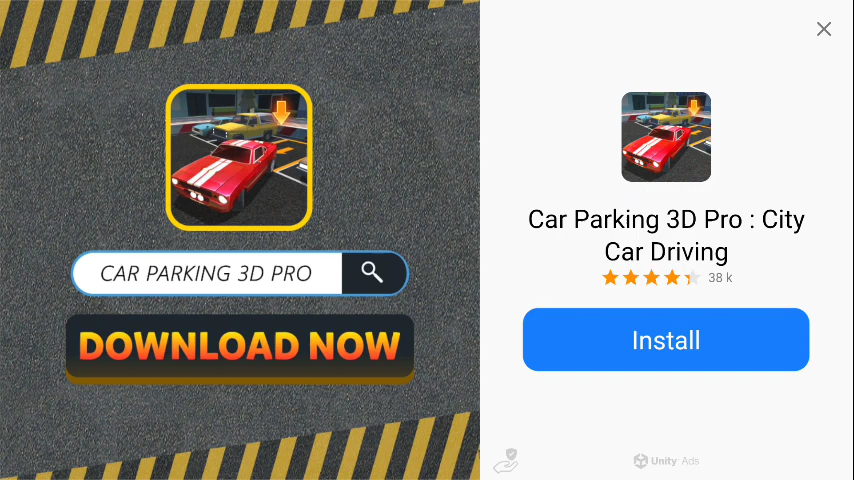 CAR PARKING 3D PRO
DOWNLOAD NOW
Car Parking 3D Pro : City
Car Driving
38 k
Install
Unity Ads